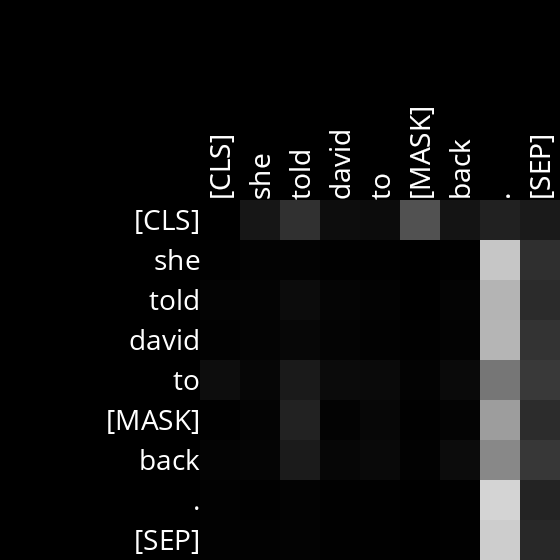 [CLS] she told david to [MASK] back . [SEP]
[CLS]
she
told
david
to
[MASK]
back
.
[SEP]